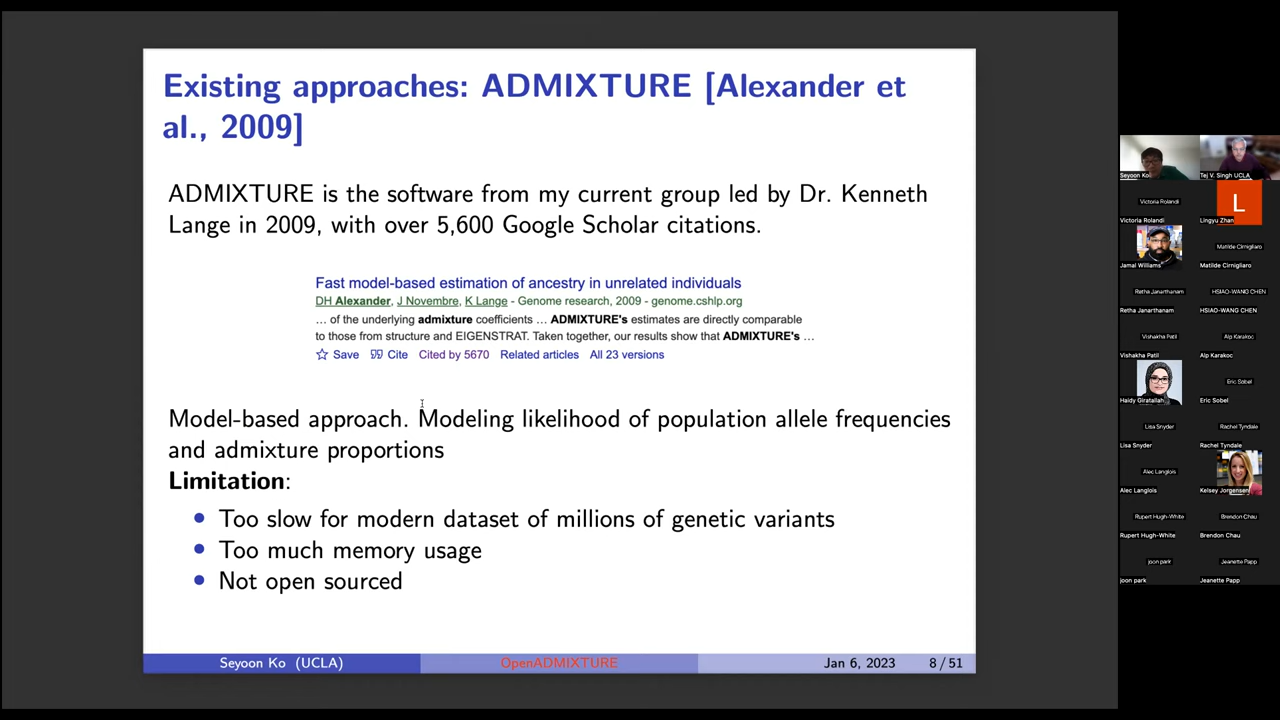 Existing approaches: ADMIXTURE [Alexander et
al., 2009]
ADMIXTURE is the software from my current group led by Dr. Kenneth
Lange in 2009, with over 5,600 Google Scholar citations.
Fast model-based estimation of ancestry in unrelated individuals
DH Alexander, J Novembre, K Lange - Genome research, 2009 - genome.cshlp.org
... of the underlying admixture coefficients ... ADMIXTURE's estimates are directly comparable
to those from structure and EIGENSTRAT. Taken together, our results show that ADMIXTURE's ...
Save Cite Cited by 5670 Related articles All 23 versions
Model-based approach. Modeling likelihood of population allele frequencies
and admixture proportions
Limitation:
• Too slow for modern dataset of millions of genetic variants
• Too much memory usage
• Not open sourced
Seyoon Ko (UCLA) OpenADMIXTURE Jan 6, 2023 8 / 51
Seyoon Ko Tej V. Singh UCLA
Victoria Rolandi L
Victoria Rolandi Lingyu Zhan
Matilde Cirnigliaro
Jamal Williams Matilde Cirnigliaro
Retha Janarthanam HSIAO-WANG CHEN
Retha Janarthanam HSIAO-WANG CHEN
Vishakha Patil Alp Karakoc
Vishakha Patil Alp Karakoc
Eric Sobel
Haidy Giratallah Eric Sobel
Lisa Snyder Rachel Tyndale
Lisa Snyder Rachel Tyndale
Alec Langlois
Alec Langlois Kelsey Jorgensen
Rupert Hugh-White Brendon Chau
Rupert Hugh-White Brendon Chau
joon park Jeanette Papp
joon park Jeanette Papp